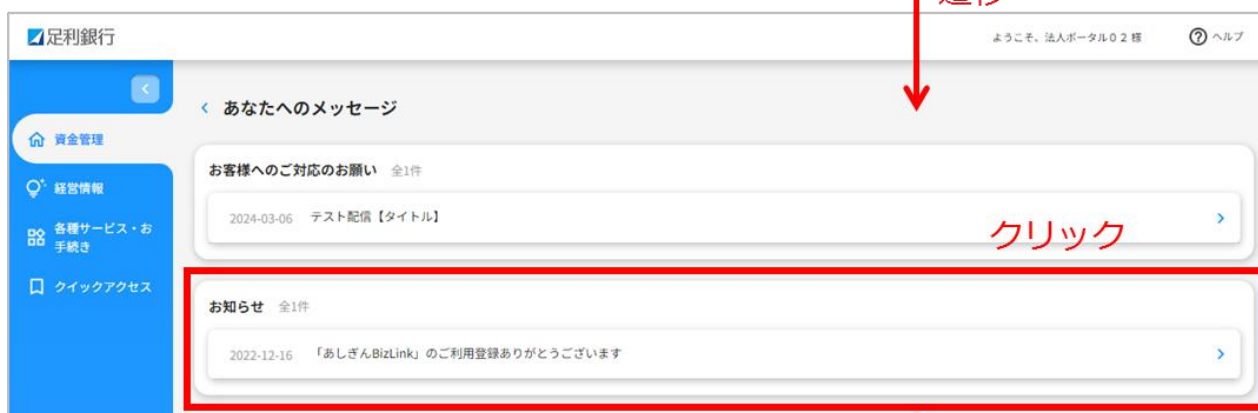 足利銀行
ようこそ、法人ポータル02様
ヘルプ
あなたへのメッセージ
資金管理
お客様へのご対応のお願い 全1件
経営情報
2024-03-06 テスト配信【タイトル】
各種サービス・お
手続き
クリック
クイックアクセス
お知らせ 全1件
2022-12-16 「あしぎんBizLink」のご利用登録ありがとうございます